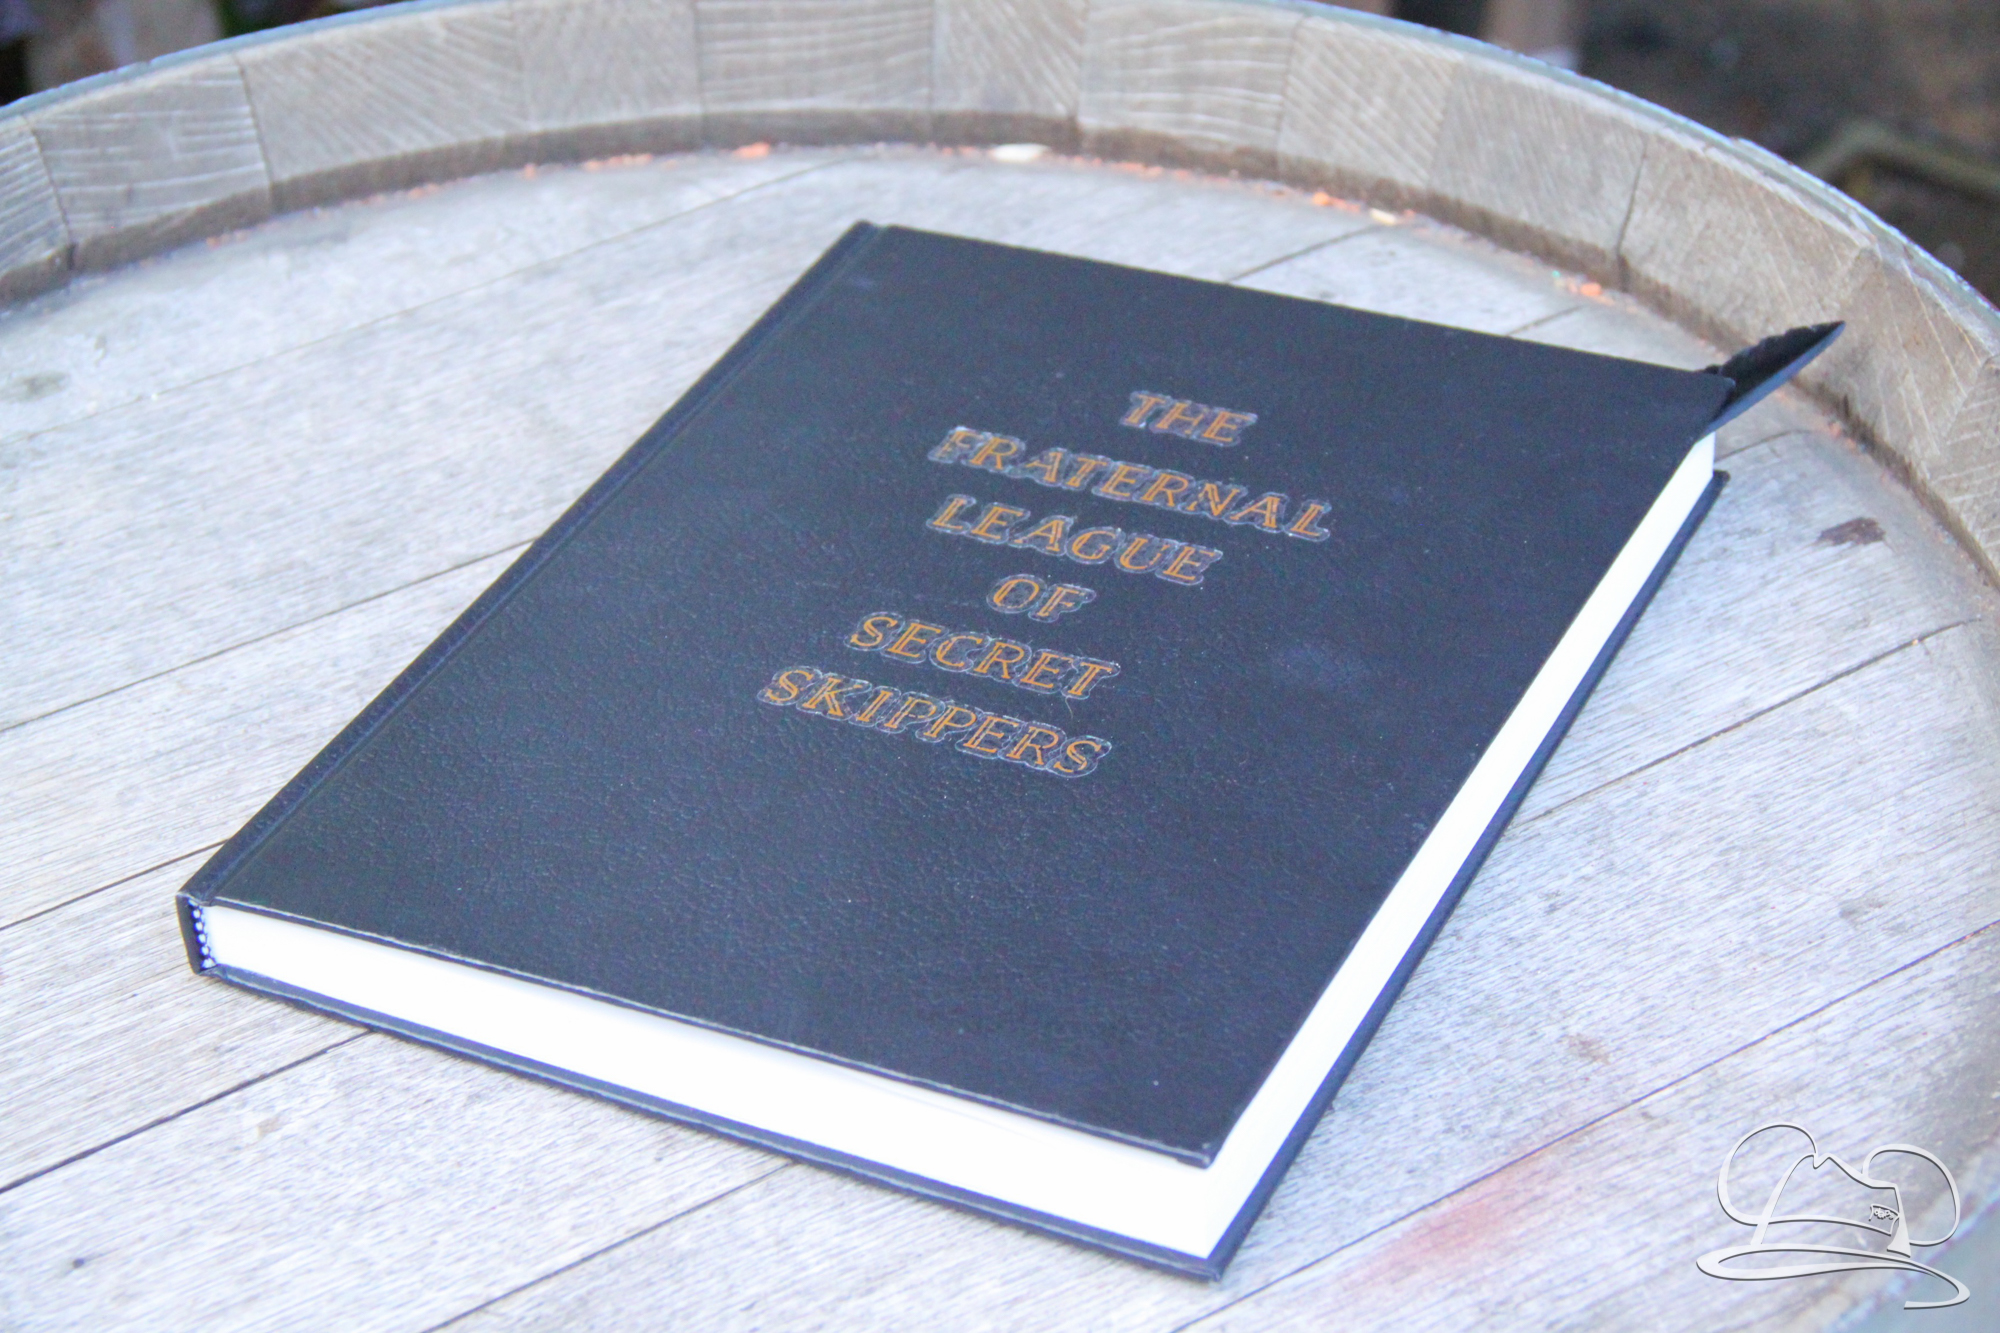 THE
FRATERNAL
LEAGUE
OF
SECRET
SKIPPERS